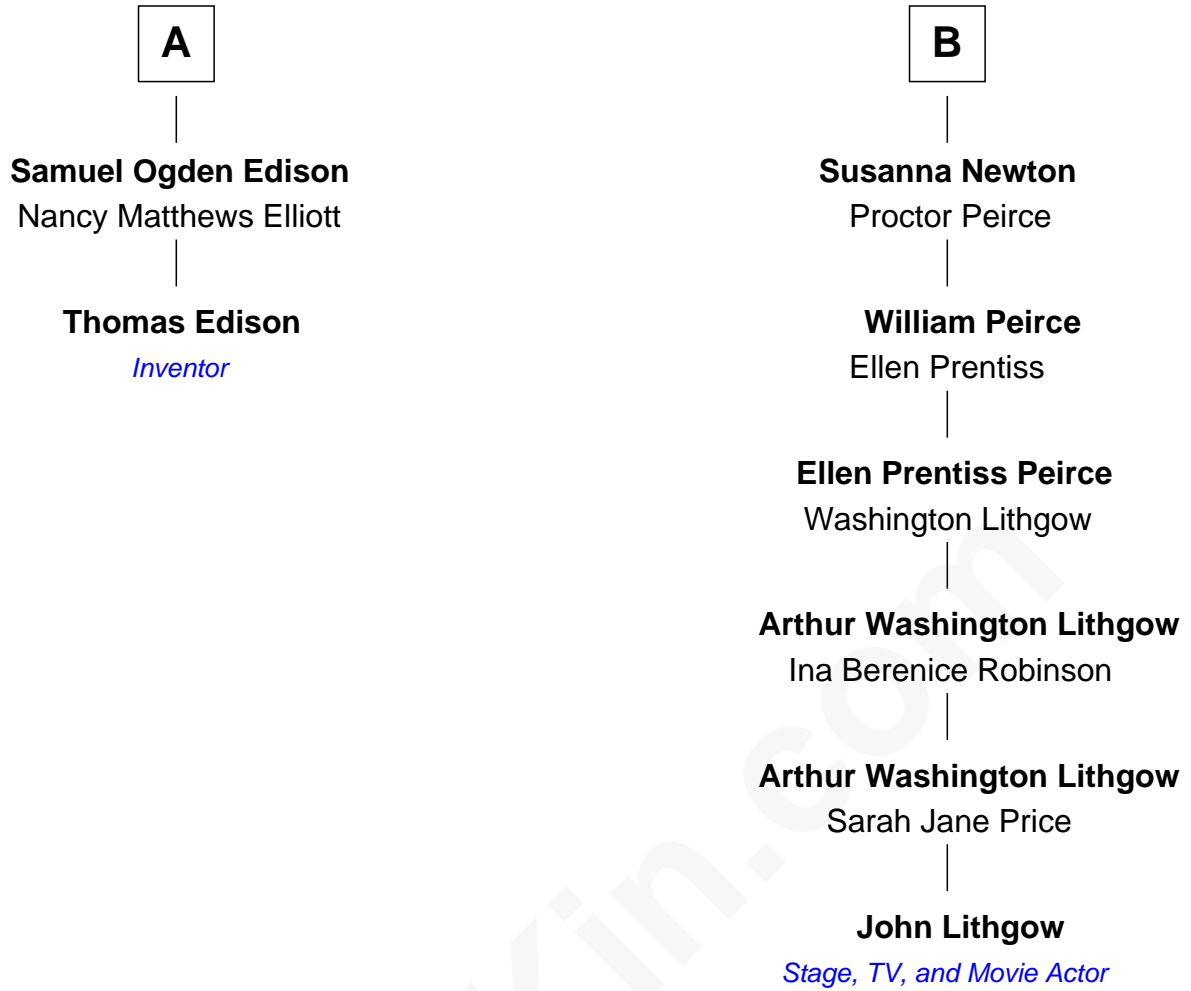 A
Samuel Ogden Edison
Nancy Matthews Elliott
Thomas Edison
Inventor
B
Susanna Newton
Proctor Peirce
William Peirce
Ellen Prentiss
Ellen Prentiss Peirce
Washington Lithgow
Arthur Washington Lithgow
Ina Berenice Robinson
Arthur Washington Lithgow
Sarah Jane Price
John Lithgow
Stage, TV, and Movie Actor
Kin.com